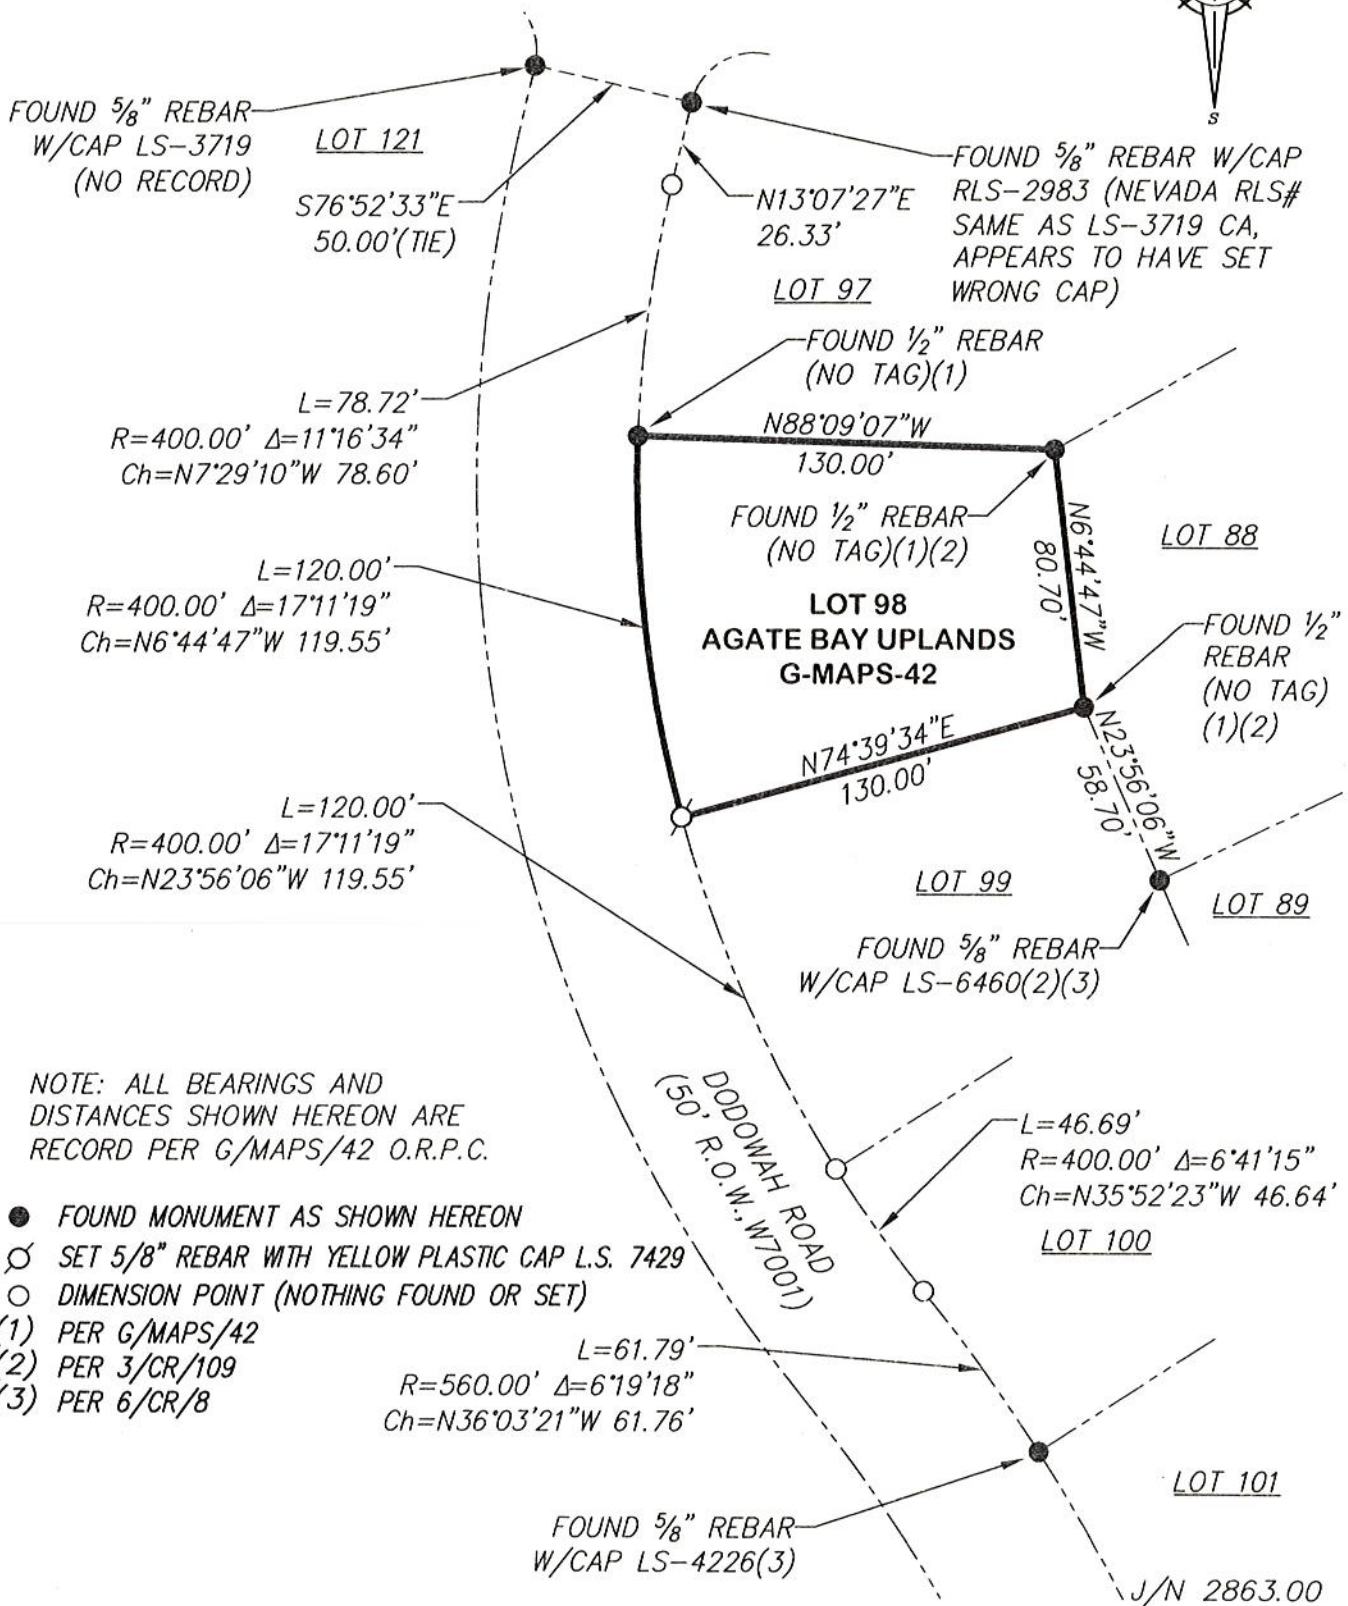 S
FOUND 5/8" REBAR
W/CAP LS-3719
(NO RECORD)
LOT 121
S76°52'33"E
50.00'(TIE)
N13°07'27"E
26.33'
FOUND 5/8" REBAR W/CAP
RLS-2983 (NEVADA RLS#
SAME AS LS-3719 CA,
APPEARS TO HAVE SET
WRONG CAP)
LOT 97
FOUND 1/2" REBAR
(NO TAG)(1)
L=78.72'
R=400.00' Δ=11°16'34"
Ch=N7°29'10"W 78.60'
N88°09'07"W
130.00'
FOUND 1/2" REBAR
(NO TAG)(1)(2)
N6°44'47"W
80.70'
LOT 88
L=120.00'
R=400.00' Δ=17°11'19"
Ch=N6°44'47"W 119.55'
LOT 98
AGATE BAY UPLANDS
G-MAPS-42
FOUND 1/2"
REBAR
(NO TAG)
(1)(2)
N74°39'34"E
130.00'
N23°56'06"W
58.70'
L=120.00'
R=400.00' Δ=17°11'19"
Ch=N23°56'06"W 119.55'
LOT 99
LOT 89
FOUND 5/8" REBAR
W/CAP LS-6460(2)(3)
NOTE: ALL BEARINGS AND
DISTANCES SHOWN HEREON ARE
RECORD PER G/MAPS/42 O.R.P.C.
DODOWAH ROAD
(50' R.O.W., W7001)
L=46.69'
R=400.00' Δ=6°41'15"
Ch=N35°52'23"W 46.64'
LOT 100
FOUND MONUMENT AS SHOWN HEREON
SET 5/8" REBAR WITH YELLOW PLASTIC CAP L.S. 7429
DIMENSION POINT (NOTHING FOUND OR SET)
(1) PER G/MAPS/42
(2) PER 3/CR/109
(3) PER 6/CR/8
L=61.79'
R=560.00' Δ=6°19'18"
Ch=N36°03'21"W 61.76'
LOT 101
FOUND 5/8" REBAR
W/CAP LS-4226(3)
J/N 2863.00